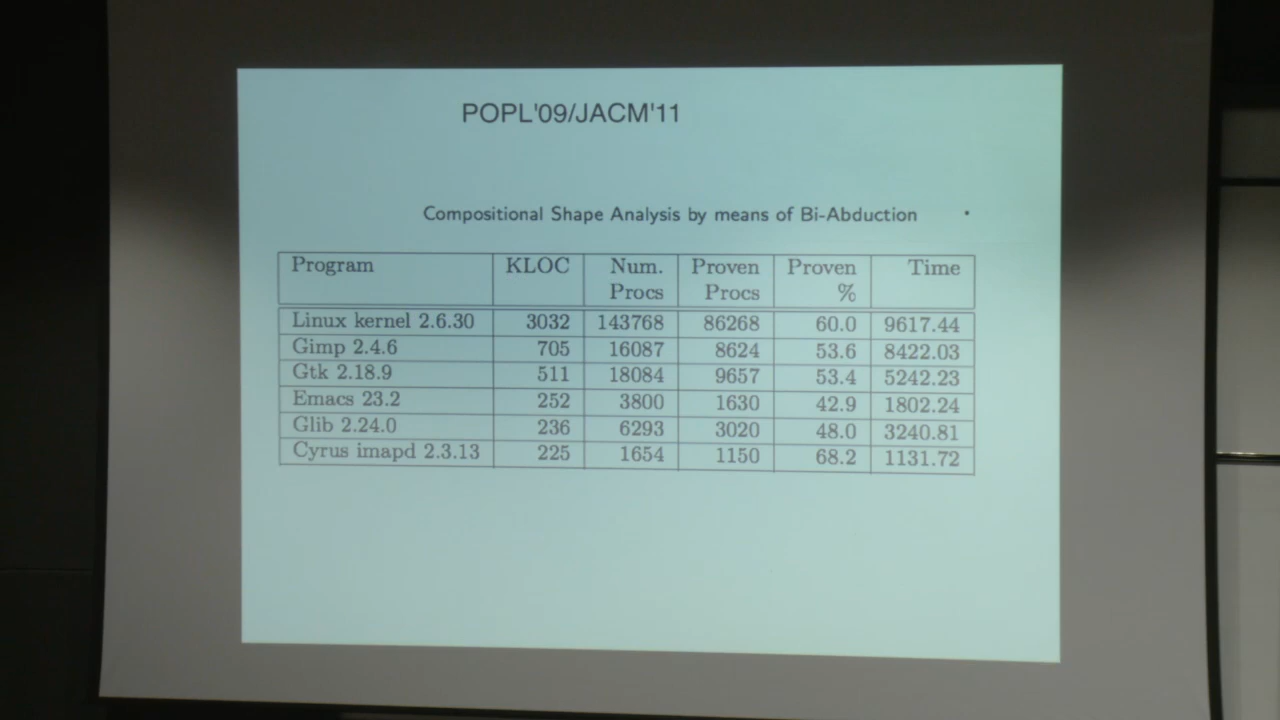 POPL'09/JACM'11
Compositional Shape Analysis by means of Bi-Abduction
Program KLOC Num. Procs Proven Procs Proven % Time
Linux kernel 2.6.30 3032 143768 86268 60.0 9617.44
Gimp 2.4.6 705 16087 8624 53.6 8422.03
Gtk 2.18.9 511 18084 9657 53.4 5242.23
Emacs 23.2 252 3800 1630 42.9 1802.24
Glib 2.24.0 236 6293 3020 48.0 3240.81
Cyrus imapd 2.3.13 225 1654 1150 68.2 1131.72